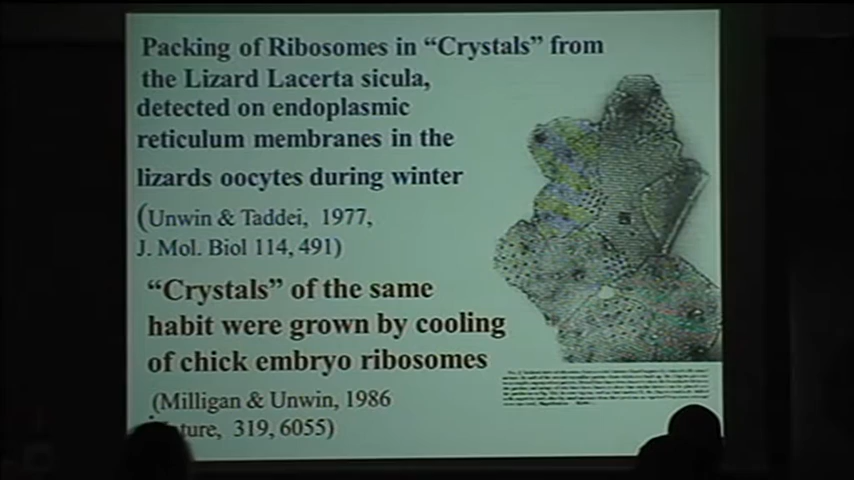 Packing of Ribosomes in “Crystals” from
the Lizard Lacerta sicula,
detected on endoplasmic
reticulum membranes in the
lizards oocytes during winter
(Unwin & Taddei, 1977,
J. Mol. Biol 114, 491)
“Crystals” of the same
habit were grown by cooling
of chick embryo ribosomes
(Milligan & Unwin, 1986
ture, 319, 6055)